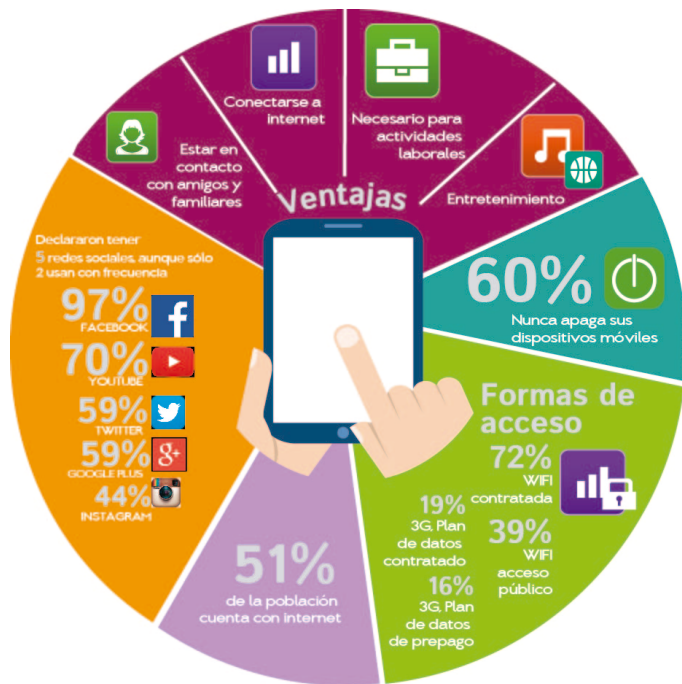 Conectarse a
internet
Necesario para
actividades
laborales
Estar en
contacto
con amigos y
familiares
Entretenimiento
Ventajas
Declararon tener
5 redes sociales, aunque sólo
2 usan con frecuencia
97%
FACEBOOK
70%
YOUTUBE
59%
TWITTER
59%
GOOGLE PLUS
44%
INSTAGRAM
60%
Nunca apaga sus
dispositivos móviles
Formas de
acceso
72%
WIFI
contratada
19%
3G, Plan
de datos
contratado
39%
WIFI
acceso
público
16%
3G, Plan
de datos
de prepago
51%
de la población
cuenta con internet